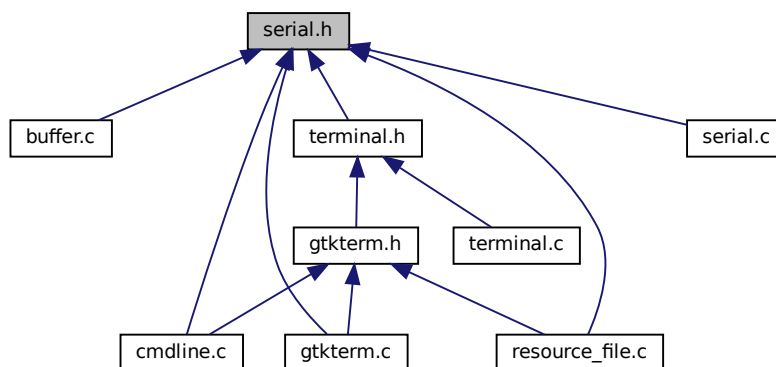 serial.h
buffer.c
terminal.h
serial.c
gtkterm.h
terminal.c
cmdline.c
gtkterm.c
resource_file.c